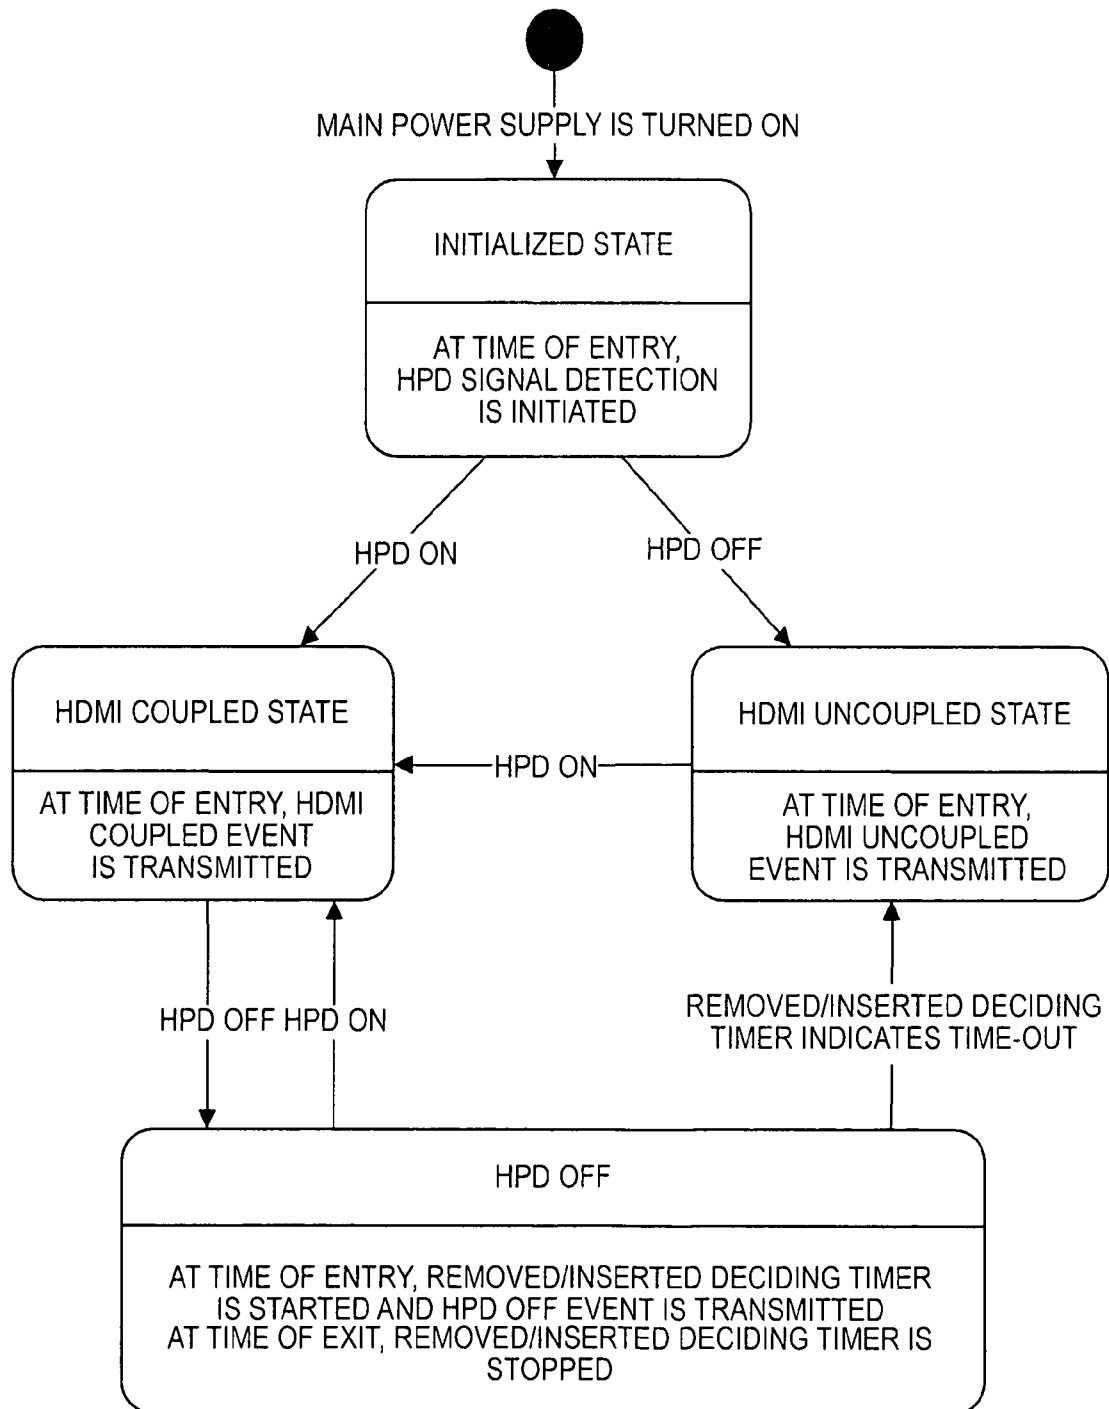 MAIN POWER SUPPLY IS TURNED ON
INITIALIZED STATE
AT TIME OF ENTRY,
HPD SIGNAL DETECTION
IS INITIATED
HPD ON
HPD OFF
HDMI COUPLED STATE
AT TIME OF ENTRY, HDMI
COUPLED EVENT
IS TRANSMITTED
HPD ON
HDMI UNCOUPLED STATE
AT TIME OF ENTRY,
HDMI UNCOUPLED
EVENT IS TRANSMITTED
HPD OFF HPD ON
REMOVED/INSERTED DECIDING
TIMER INDICATES TIME-OUT
HPD OFF
AT TIME OF ENTRY, REMOVED/INSERTED DECIDING TIMER
IS STARTED AND HPD OFF EVENT IS TRANSMITTED
AT TIME OF EXIT, REMOVED/INSERTED DECIDING TIMER IS
STOPPED